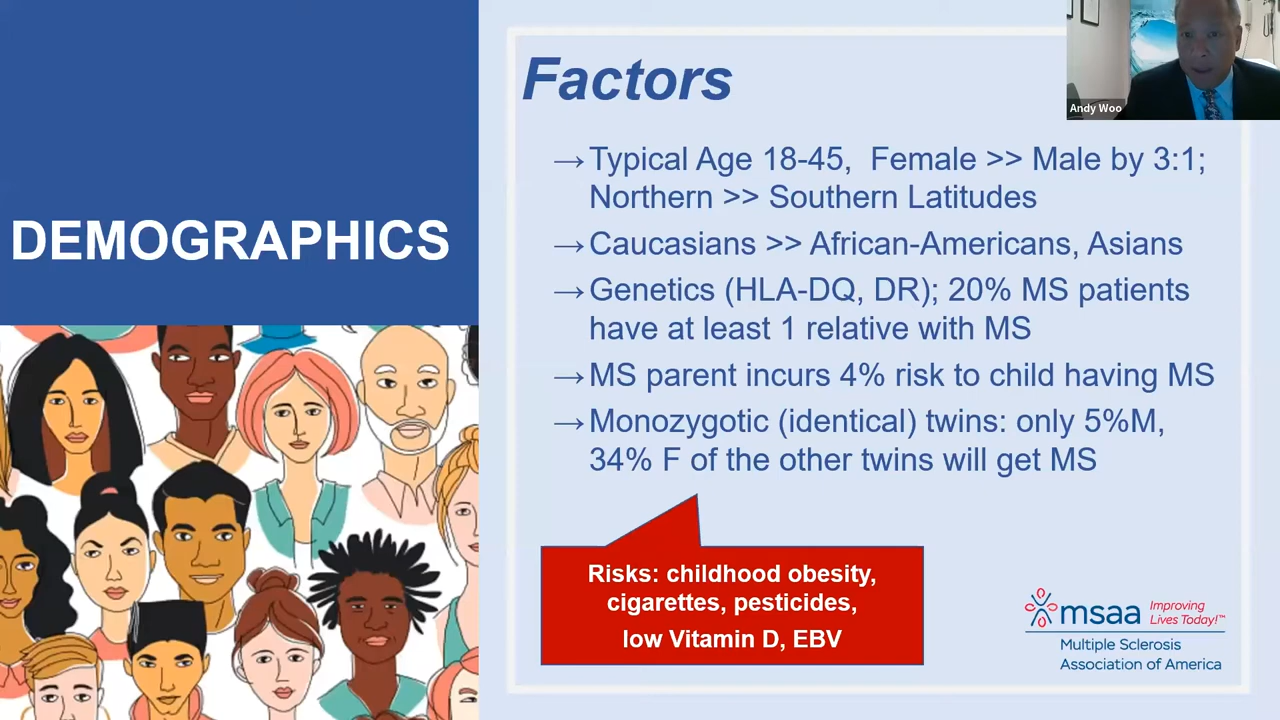 DEMOGRAPHICS
Factors
Andy Woo
→Typical Age 18-45, Female >> Male by 3:1;
Northern >> Southern Latitudes
→Caucasians >> African-Americans, Asians
→Genetics (HLA-DQ, DR); 20% MS patients
have at least 1 relative with MS
→MS parent incurs 4% risk to child having MS
→Monozygotic (identical) twins: only 5%M,
34% F of the other twins will get MS
Risks: childhood obesity,
cigarettes, pesticides,
low Vitamin D, EBV
msaa
Improving
Lives Today!™
Multiple Sclerosis
Association of America